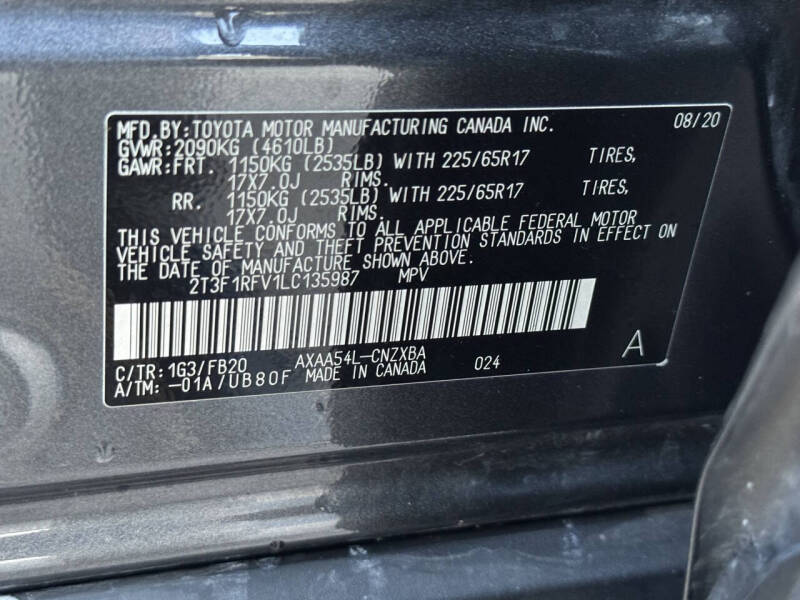 MFD.BY:TOYOTA MOTOR MANUFACTURING CANADA INC. 08/20
GVWR:2090KG (4610LB)
GAWR:FRT. 1150KG (2535LB) WITH 225/65R17 TIRES,
17X7.0J RIMS.
RR. 1150KG (2535LB) WITH 225/65R17 TIRES,
17X7.0J RIMS.
THIS VEHICLE CONFORMS TO ALL APPLICABLE FEDERAL MOTOR
VEHICLE SAFETY AND THEFT PREVENTION STANDARDS IN EFFECT ON
THE DATE OF MANUFACTURE SHOWN ABOVE.
2T3F1RFV1LC135987 MPV
C/TR:1G3/FB20 AXAA54L-CNZXBA A
A/TM:-01A/UB80F MADE IN CANADA 024